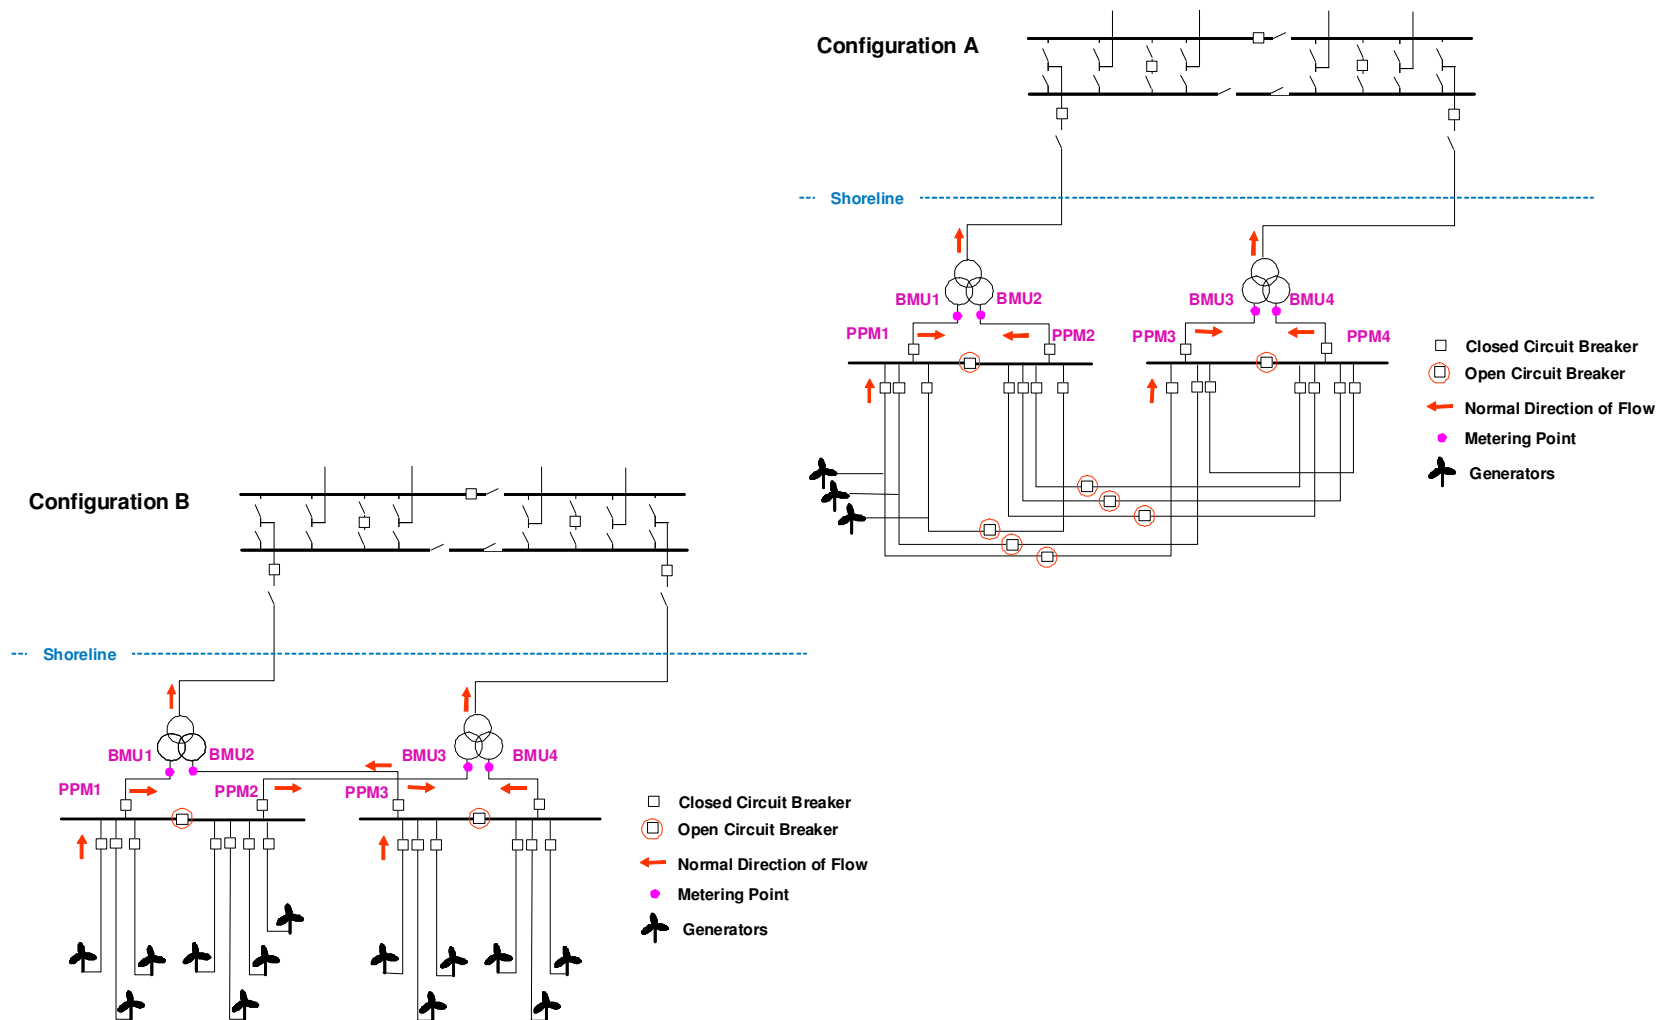 Configuration A
Shoreline
BMU1
BMU2
BMU3
BMU4
PPM1
PPM2
PPM3
PPM4
Closed Circuit Breaker
Open Circuit Breaker
Normal Direction of Flow
Metering Point
Generators
Configuration B
Shoreline
BMU1
BMU2
BMU3
BMU4
PPM1
PPM2
PPM3
Closed Circuit Breaker
Open Circuit Breaker
Normal Direction of Flow
Metering Point
Generators